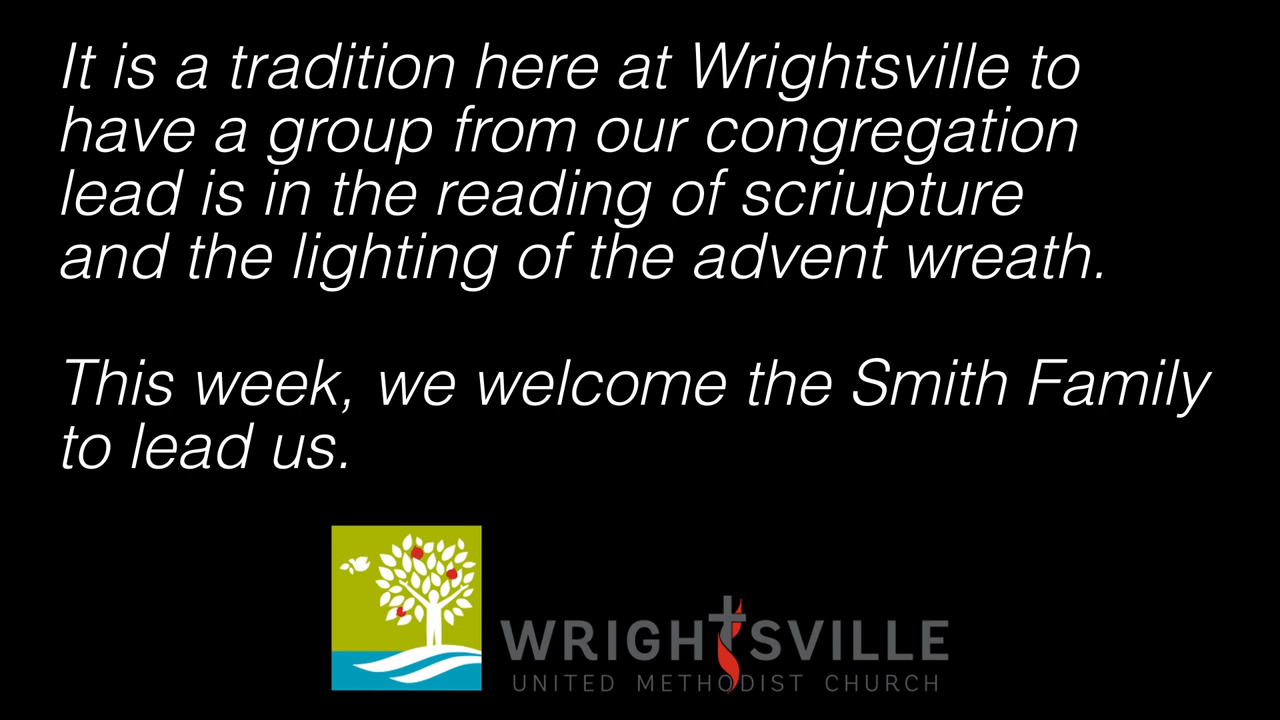 It is a tradition here at Wrightsville to
have a group from our congregation
lead is in the reading of scriupture
and the lighting of the advent wreath.
This week, we welcome the Smith Family
to lead us.
WRIGHTSVILLE
UNITED METHODIST CHURCH